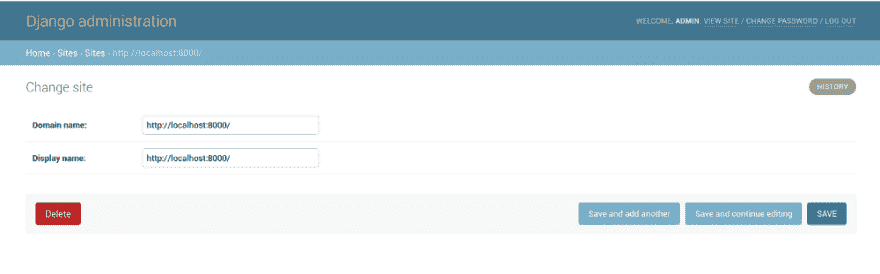 Django administration
WELCOME, ADMIN. VIEW SITE / CHANGE PASSWORD / LOG OUT
Home › Sites › Sites › http://localhost:8000/
Change site
HISTORY
Domain name: http://localhost:8000/
Display name: http://localhost:8000/
Delete Save and add another Save and continue editing SAVE